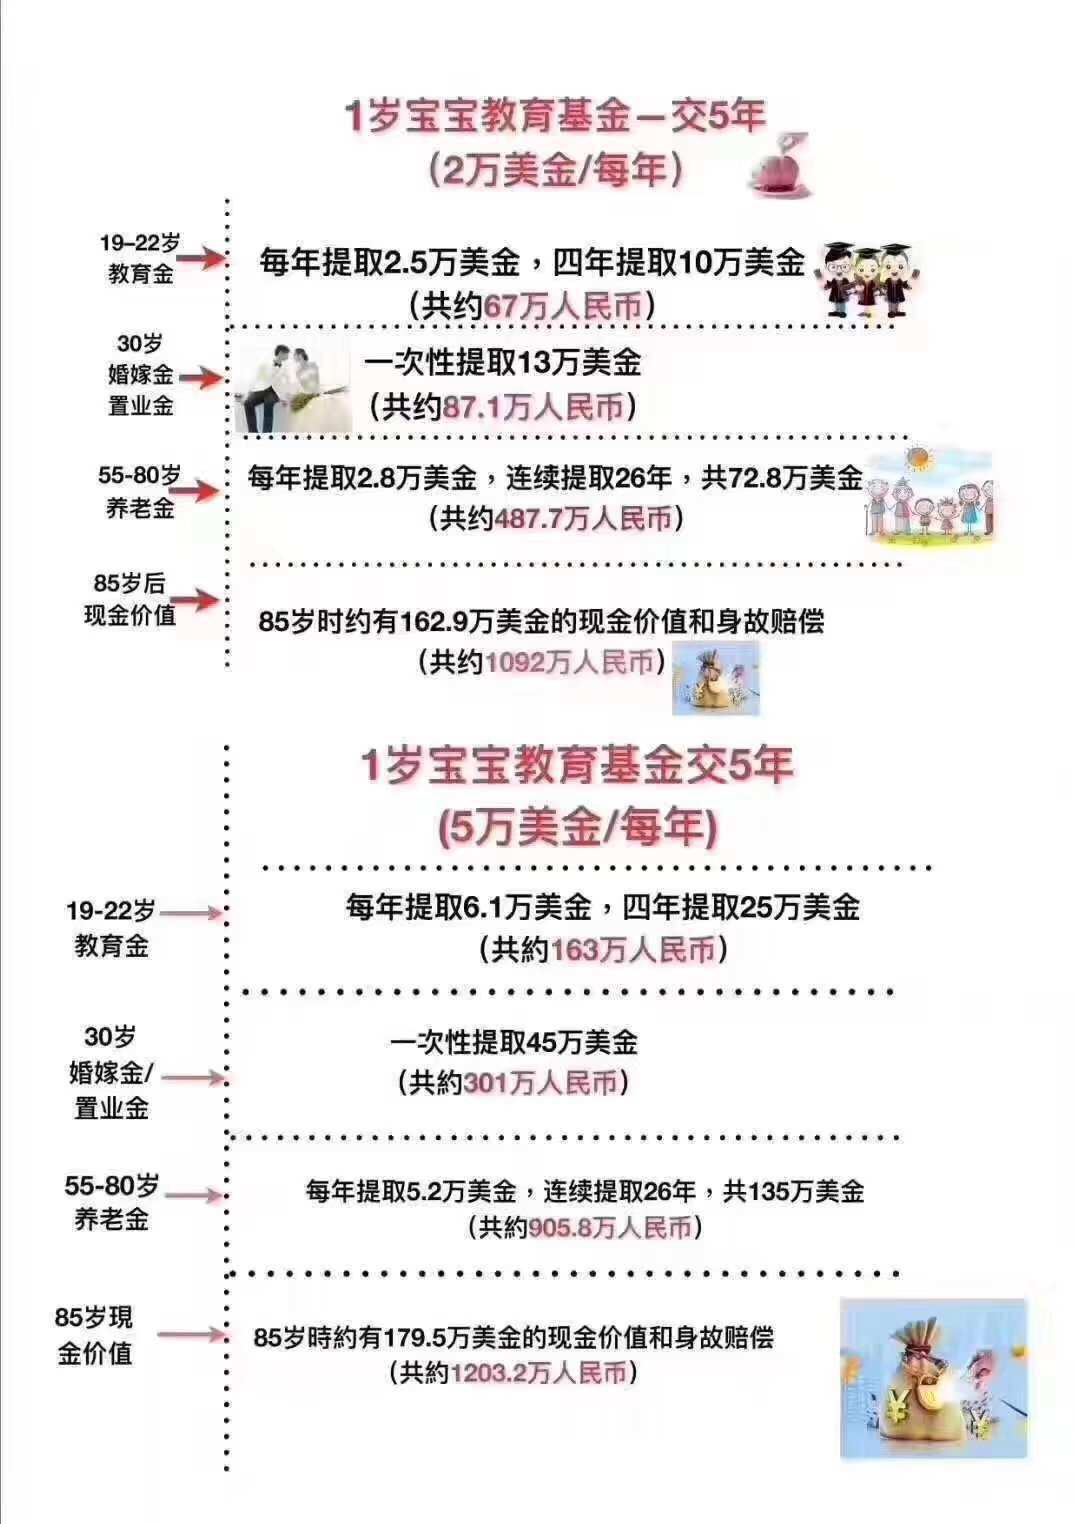 1岁宝宝教育基金—交5年
（2万美金/每年）
19–22岁
教育金
每年提取2.5万美金，四年提取10万美金
（共约67万人民币）
30岁
婚嫁金
置业金
一次性提取13万美金
（共约87.1万人民币）
55-80岁
养老金
每年提取2.8万美金，连续提取26年，共72.8万美金
（共约487.7万人民币）
85岁后
现金价值
85岁时约有162.9万美金的现金价值和身故赔偿
（共约1092万人民币）
1岁宝宝教育基金交5年
(5万美金/每年)
19-22岁
教育金
每年提取6.1万美金，四年提取25万美金
（共約163万人民币）
30岁
婚嫁金/
置业金
一次性提取45万美金
（共約301万人民币）
55-80岁
养老金
每年提取5.2万美金，连续提取26年，共135万美金
（共約905.8万人民币）
85岁現
金价值
85岁時約有179.5万美金的现金价值和身故赔偿
（共約1203.2万人民币）
¥
¥